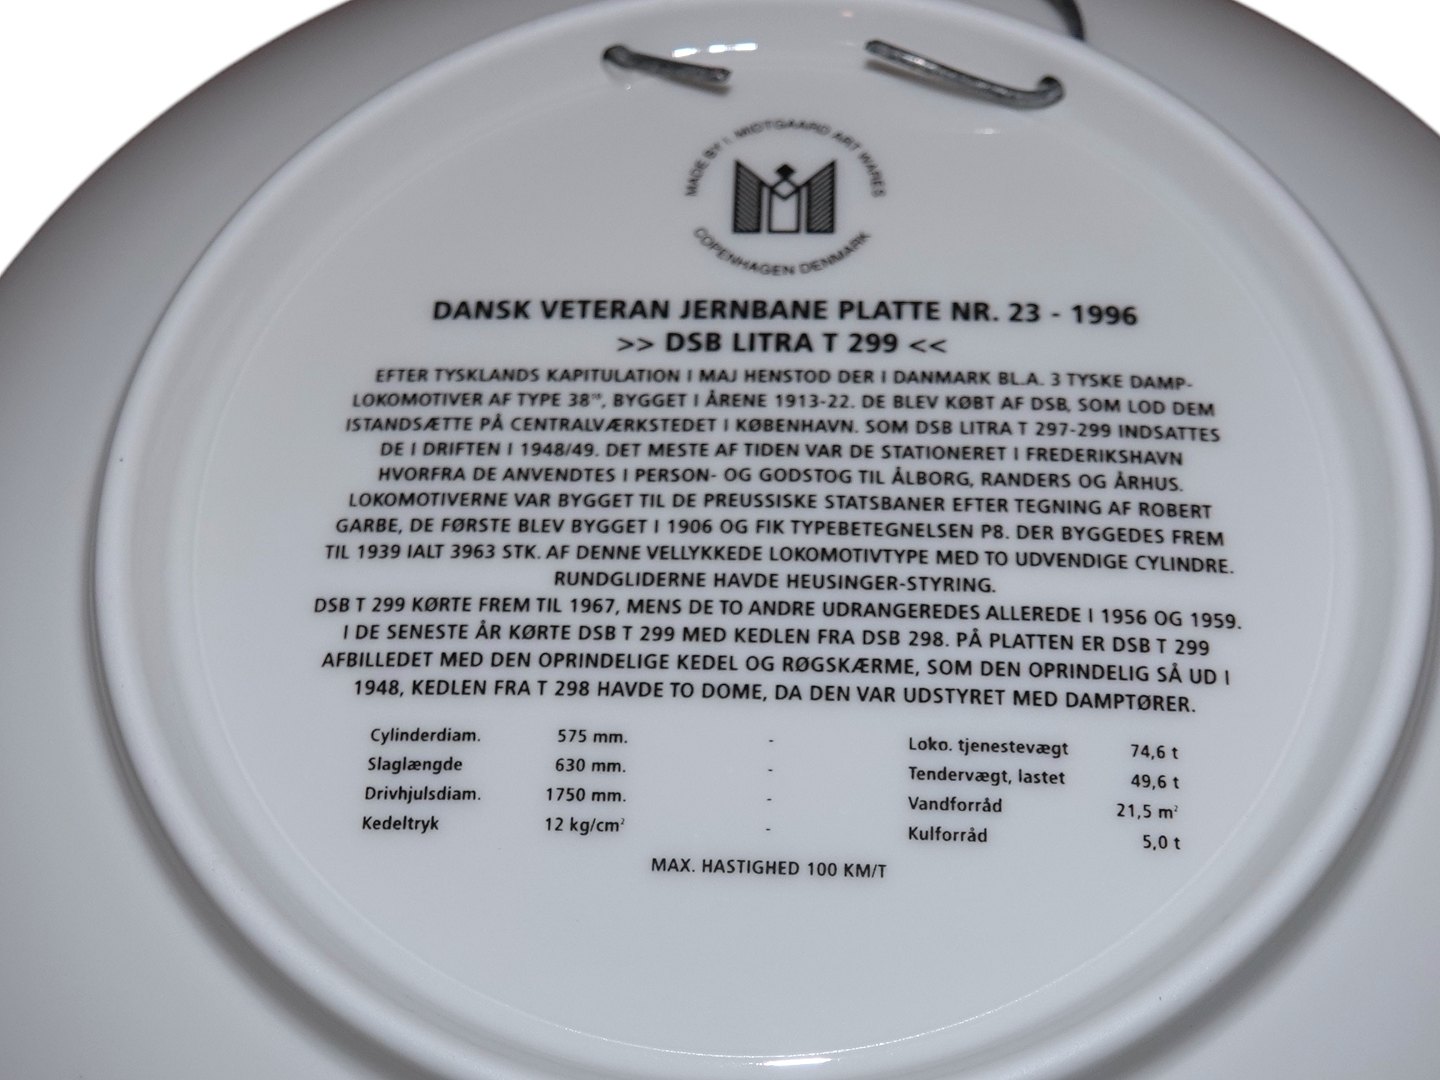 MADE BY I. MIDTGAARD ART WARES
COPENHAGEN DENMARK
DANSK VETERAN JERNBANE PLATTE NR. 23 - 1996
>> DSB LITRA T 299 <<
EFTER TYSKLANDS KAPITULATION I MAJ HENSTOD DER I DANMARK BL.A. 3 TYSKE DAMP-
LOKOMOTIVER AF TYPE 38, BYGGET I ÅRENE 1913-22. DE BLEV KØBT AF DSB, SOM LOD DEM
ISTANDSÆTTE PÅ CENTRALVÆRKSTEDET I KØBENHAVN. SOM DSB LITRA T 297-299 INDSATTES
DE I DRIFTEN I 1948/49. DET MESTE AF TIDEN VAR DE STATIONERET I FREDERIKSHAVN
HVORFRA DE ANVENDTES I PERSON- OG GODSTOG TIL ÅLBORG, RANDERS OG ÅRHUS.
LOKOMOTIVERNE VAR BYGGET TIL DE PREUSSISKE STATSBANER EFTER TEGNING AF ROBERT
GARBE, DE FØRSTE BLEV BYGGET I 1906 OG FIK TYPEBETEGNELSEN P8. DER BYGGEDES FREM
TIL 1939 IALT 3963 STK. AF DENNE VELLYKKEDE LOKOMOTIVTYPE MED TO UDVENDIGE CYLINDRE.
RUNDGLIDERNE HAVDE HEUSINGER-STYRING.
DSB T 299 KØRTE FREM TIL 1967, MENS DE TO ANDRE UDRANGEREDES ALLEREDE I 1956 OG 1959.
I DE SENESTE ÅR KØRTE DSB T 299 MED KEDLEN FRA DSB 298. PÅ PLATTEN ER DSB T 299
AFBILLEDET MED DEN OPRINDELIGE KEDEL OG RØGSKÆRME, SOM DEN OPRINDELIG SÅ UD I
1948, KEDLEN FRA T 298 HAVDE TO DOME, DA DEN VAR UDSTYRET MED DAMPTØRER.
Cylinderdiam. 575 mm. - Loko. tjenestevægt 74,6 t
Slaglængde 630 mm. - Tendervægt, lastet 49,6 t
Drivhjulsdiam. 1750 mm. - Vandforråd 21,5 m²
Kedeltryk 12 kg/cm² - Kulforråd 5,0 t
MAX. HASTIGHED 100 KM/T